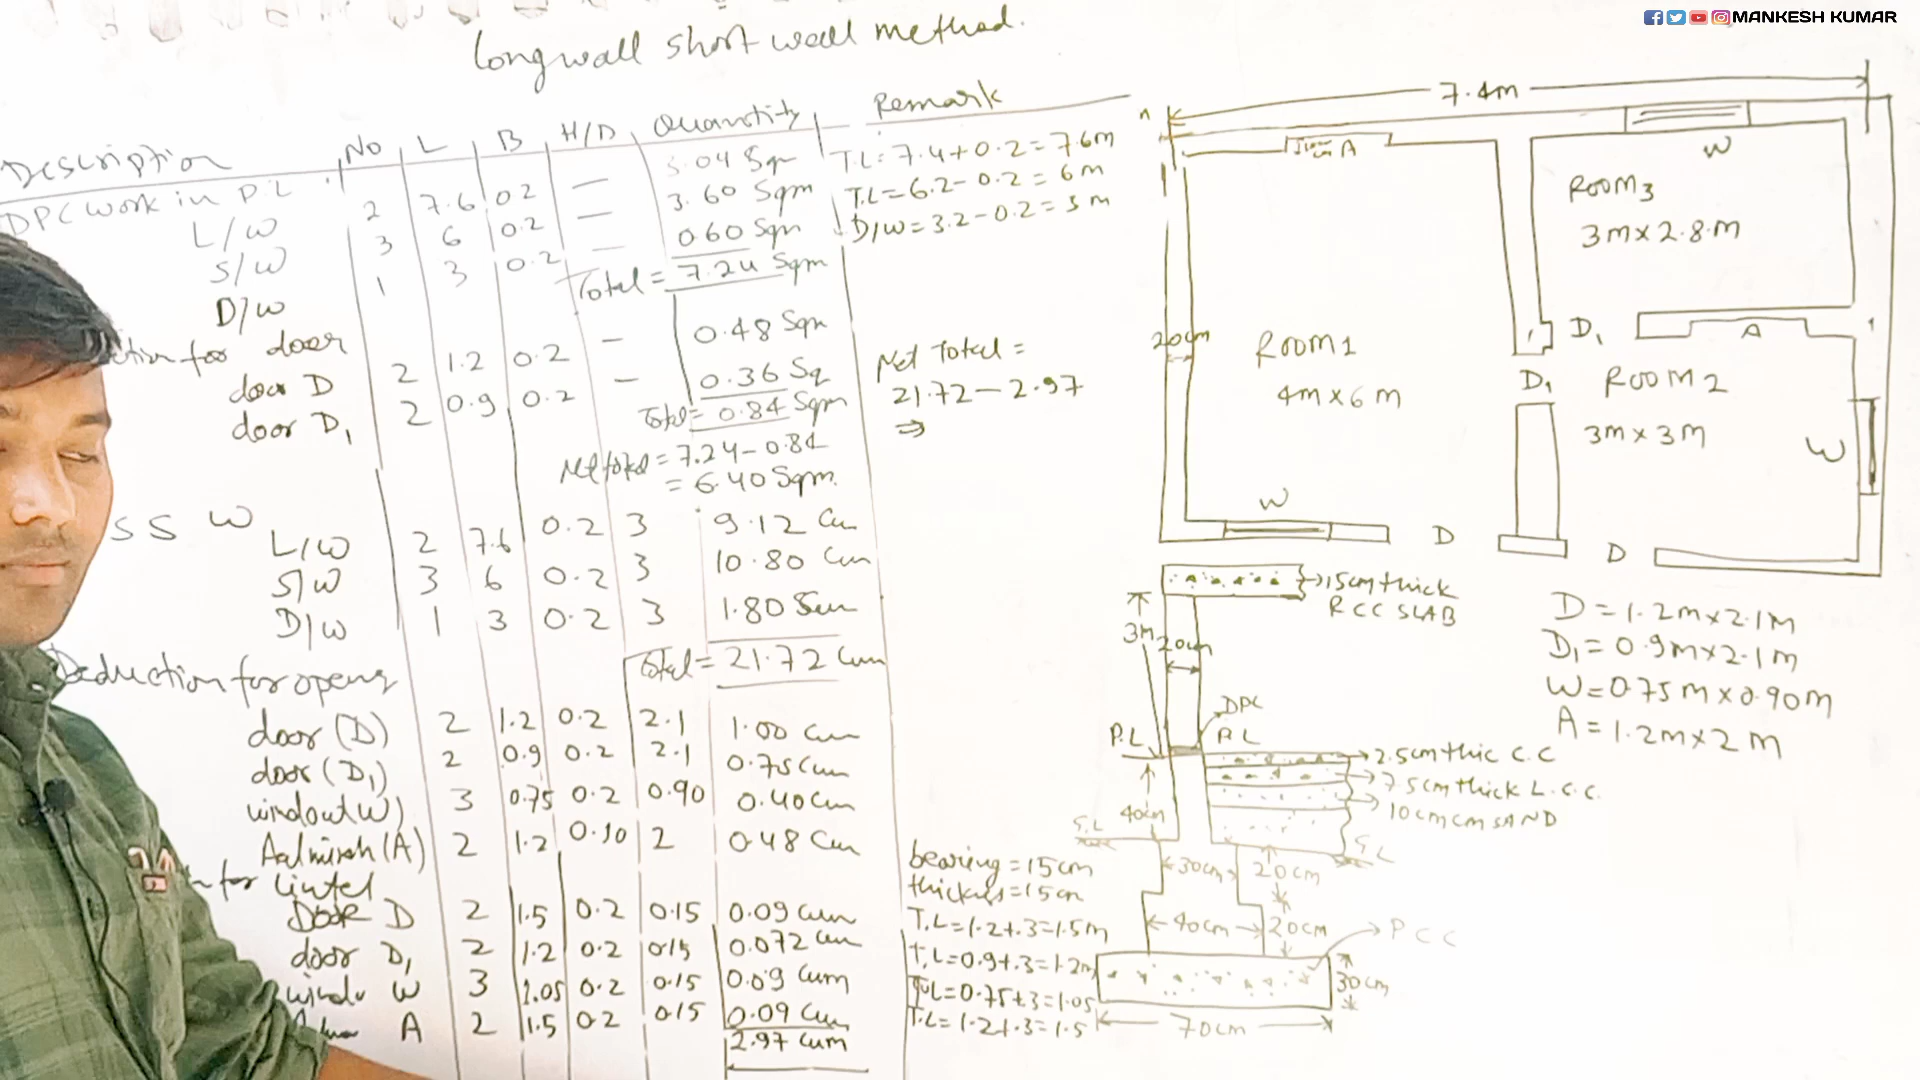 MANKESH KUMAR
Longwall short wall method.
Description No L B H/D Quantity Remark
DPC work in P.L
L/W 2 7.6 0.2 — 3.04 Sqm T.L = 7.4+0.2 = 7.6m
S/W 3 6 0.2 — 3.60 Sqm T.L = 6.2-0.2 = 6m
D/W 1 3 0.2 — 0.60 Sqm D/W = 3.2-0.2 = 3m
Total = 7.24 Sqm
for door
door D 2 1.2 0.2 — 0.48 Sqm
door D1 2 0.9 0.2 — 0.36 Sq
Total = 0.84 Sqm
Net total = 7.24-0.84
= 6.40 Sqm.
Net Total =
21.72 - 2.97
⇒
SS W
L/W 2 7.6 0.2 3 9.12 Cum
S/W 3 6 0.2 3 10.80 Cum
D/W 1 3 0.2 3 1.80 Cum
Total = 21.72 Cum
Deduction for opens
door (D) 2 1.2 0.2 2.1 1.00 Cum
door (D1) 2 0.9 0.2 2.1 0.75 Cum
window(W) 3 0.75 0.2 0.90 0.40 Cum
Aalmirah (A) 2 1.2 0.10 2 0.48 Cum
for Lintel
DOOR D 2 1.5 0.2 0.15 0.09 Cum
door D1 2 1.2 0.2 0.15 0.072 Cum
W 3 1.05 0.2 0.15 0.09 Cum
A 2 1.5 0.2 0.15 0.09 Cum
2.97 Cum
bearing = 15cm
thickness = 15cm
T.L = 1.2+.3 = 1.5m
T.L = 0.9+.3 = 1.2m
T.L = 0.75+3 = 1.05
T.L = 1.2+.3 = 1.5
7.4m
A
W
ROOM3
3m x 2.8m
20cm
ROOM1
4m x 6m
D1
A
D1
ROOM2
3m x 3m
W
W
D
D
15cm thick
RCC SLAB
3m
20cm
DPC
P.L
P.L
2.5cm thic C.C
7.5cm thick L.C.C.
10cmcm SAND
40cm
G.L
G.L
30cm
20cm
40cm
20cm
PCC
30cm
70cm
D = 1.2m x 2.1m
D1 = 0.9m x 2.1m
W = 0.75m x 0.90m
A = 1.2m x 2m